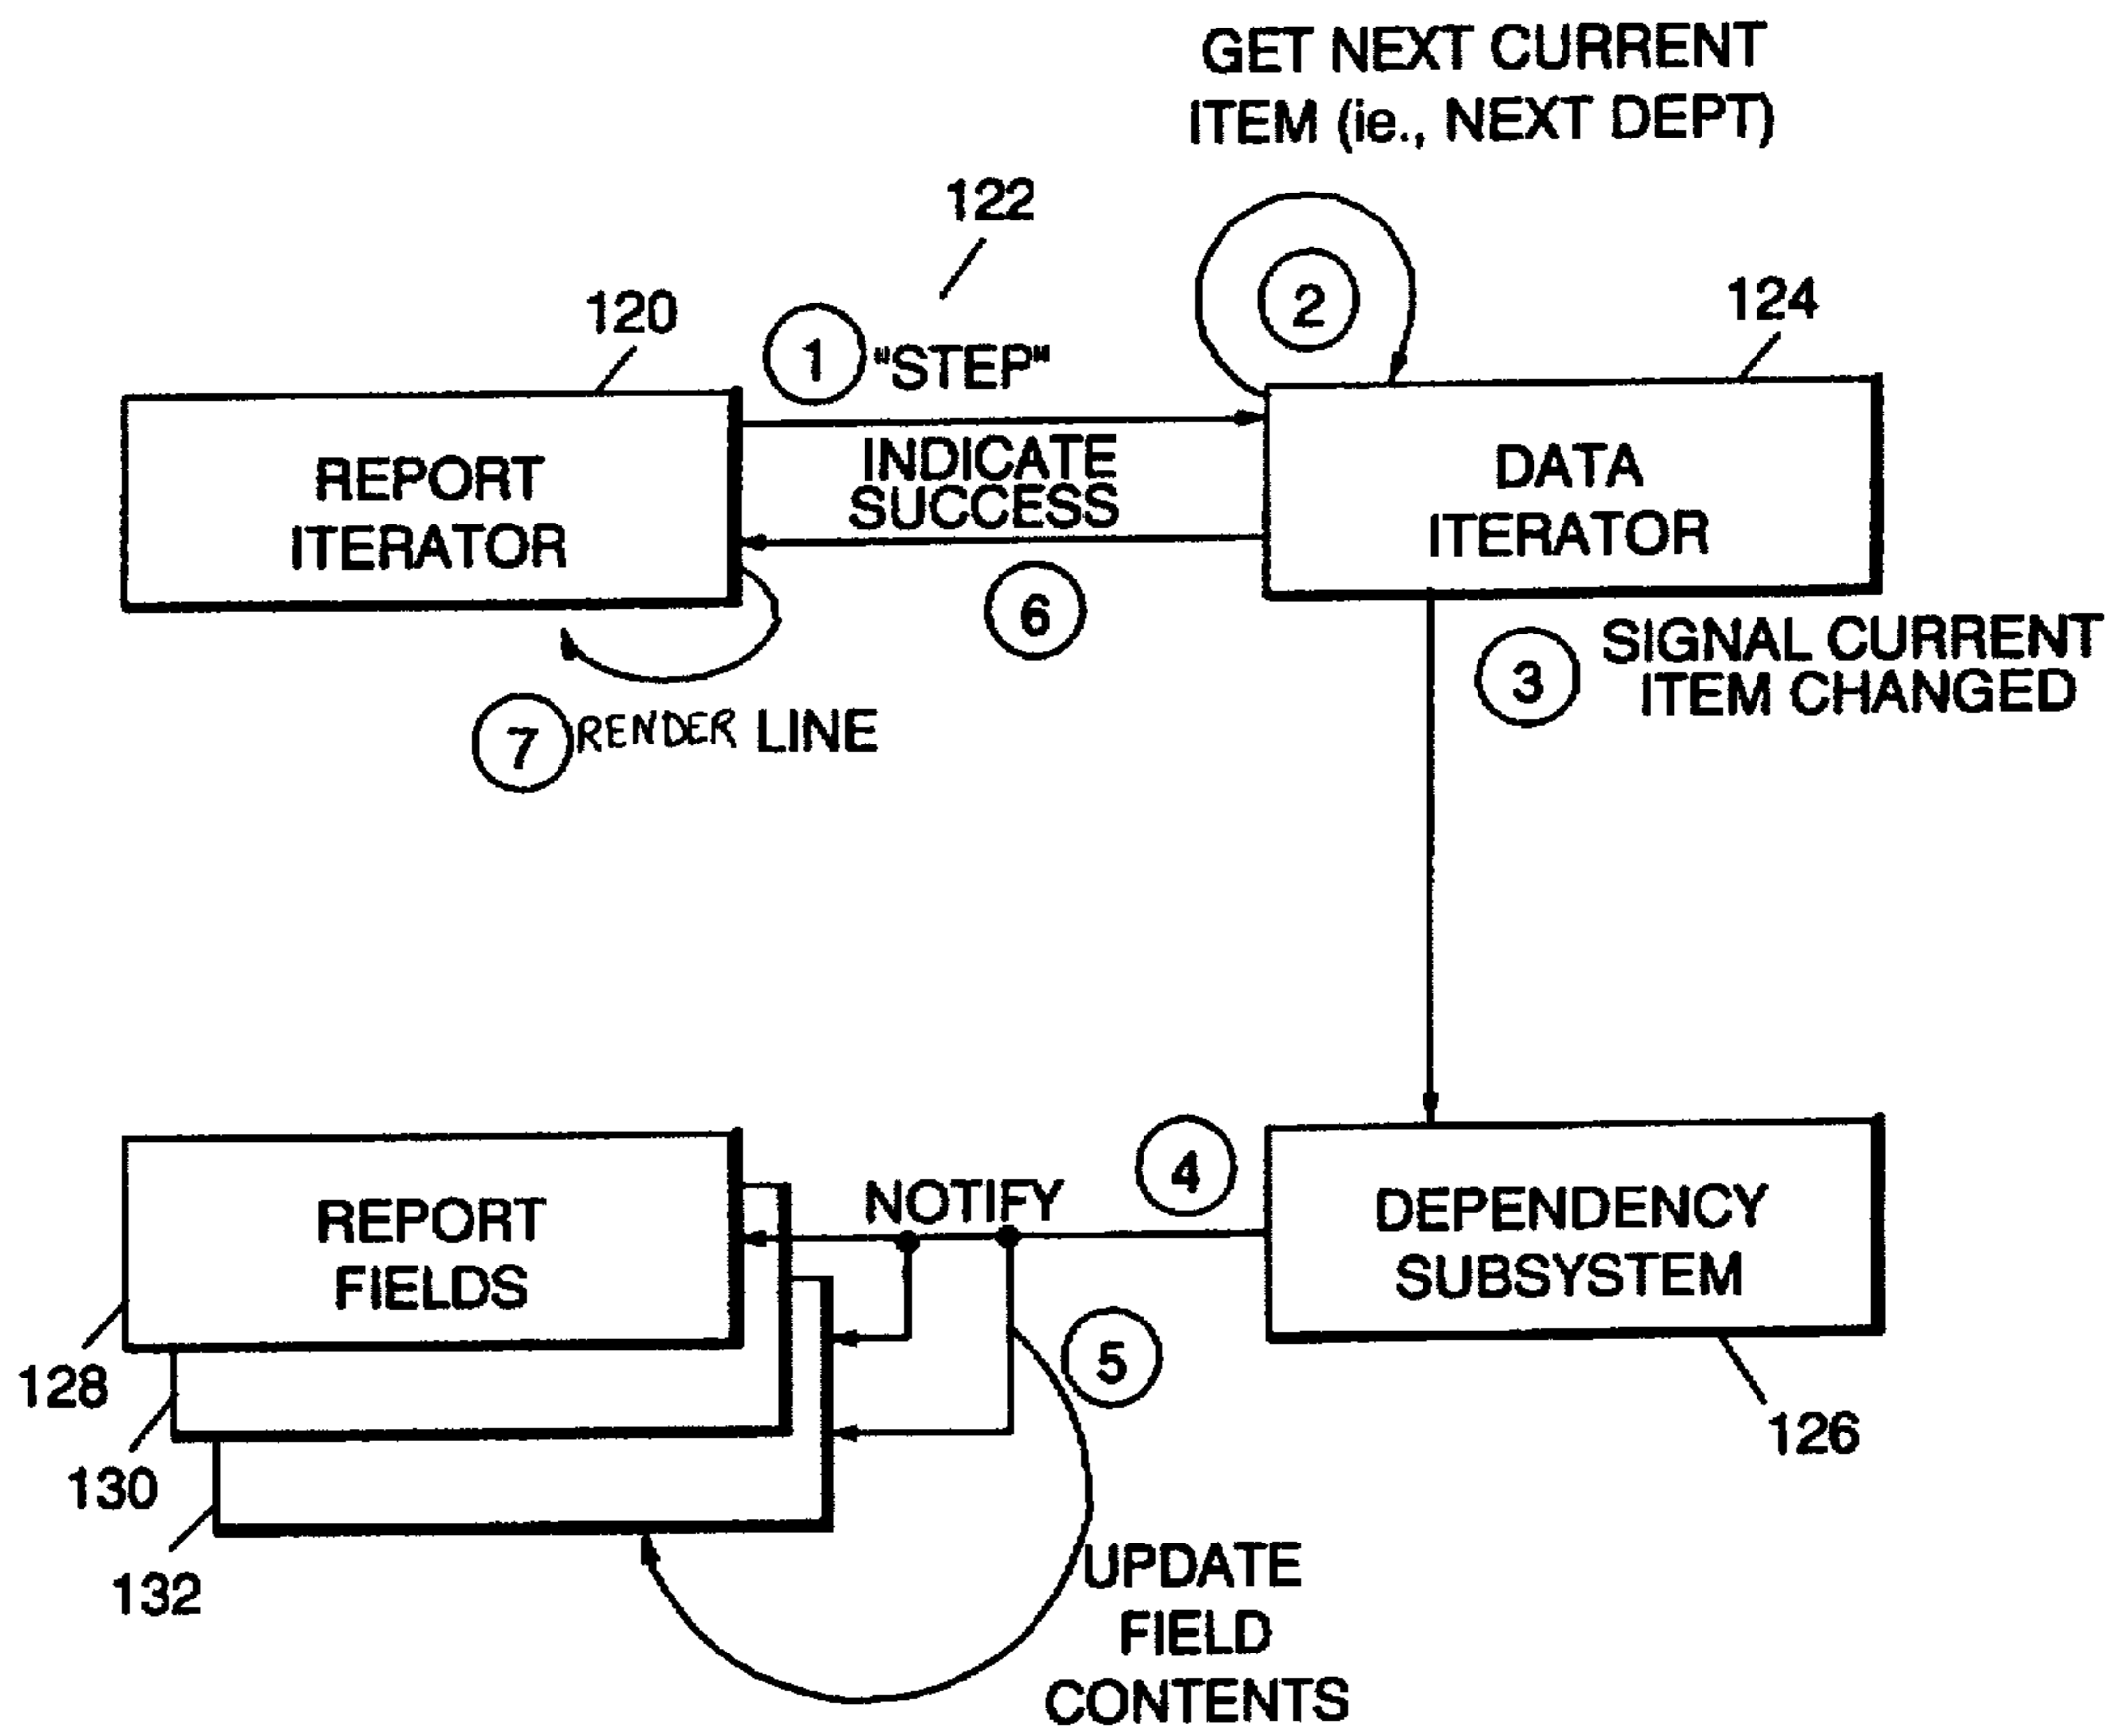 GET NEXT CURRENT
ITEM (ie., NEXT DEPT)
122
120
1 "STEP"
2
124
REPORT
ITERATOR
INDICATE
SUCCESS
DATA
ITERATOR
6
3 SIGNAL CURRENT
ITEM CHANGED
7 RENDER LINE
4
NOTIFY
REPORT
FIELDS
DEPENDENCY
SUBSYSTEM
5
128
126
130
132
UPDATE
FIELD
CONTENTS